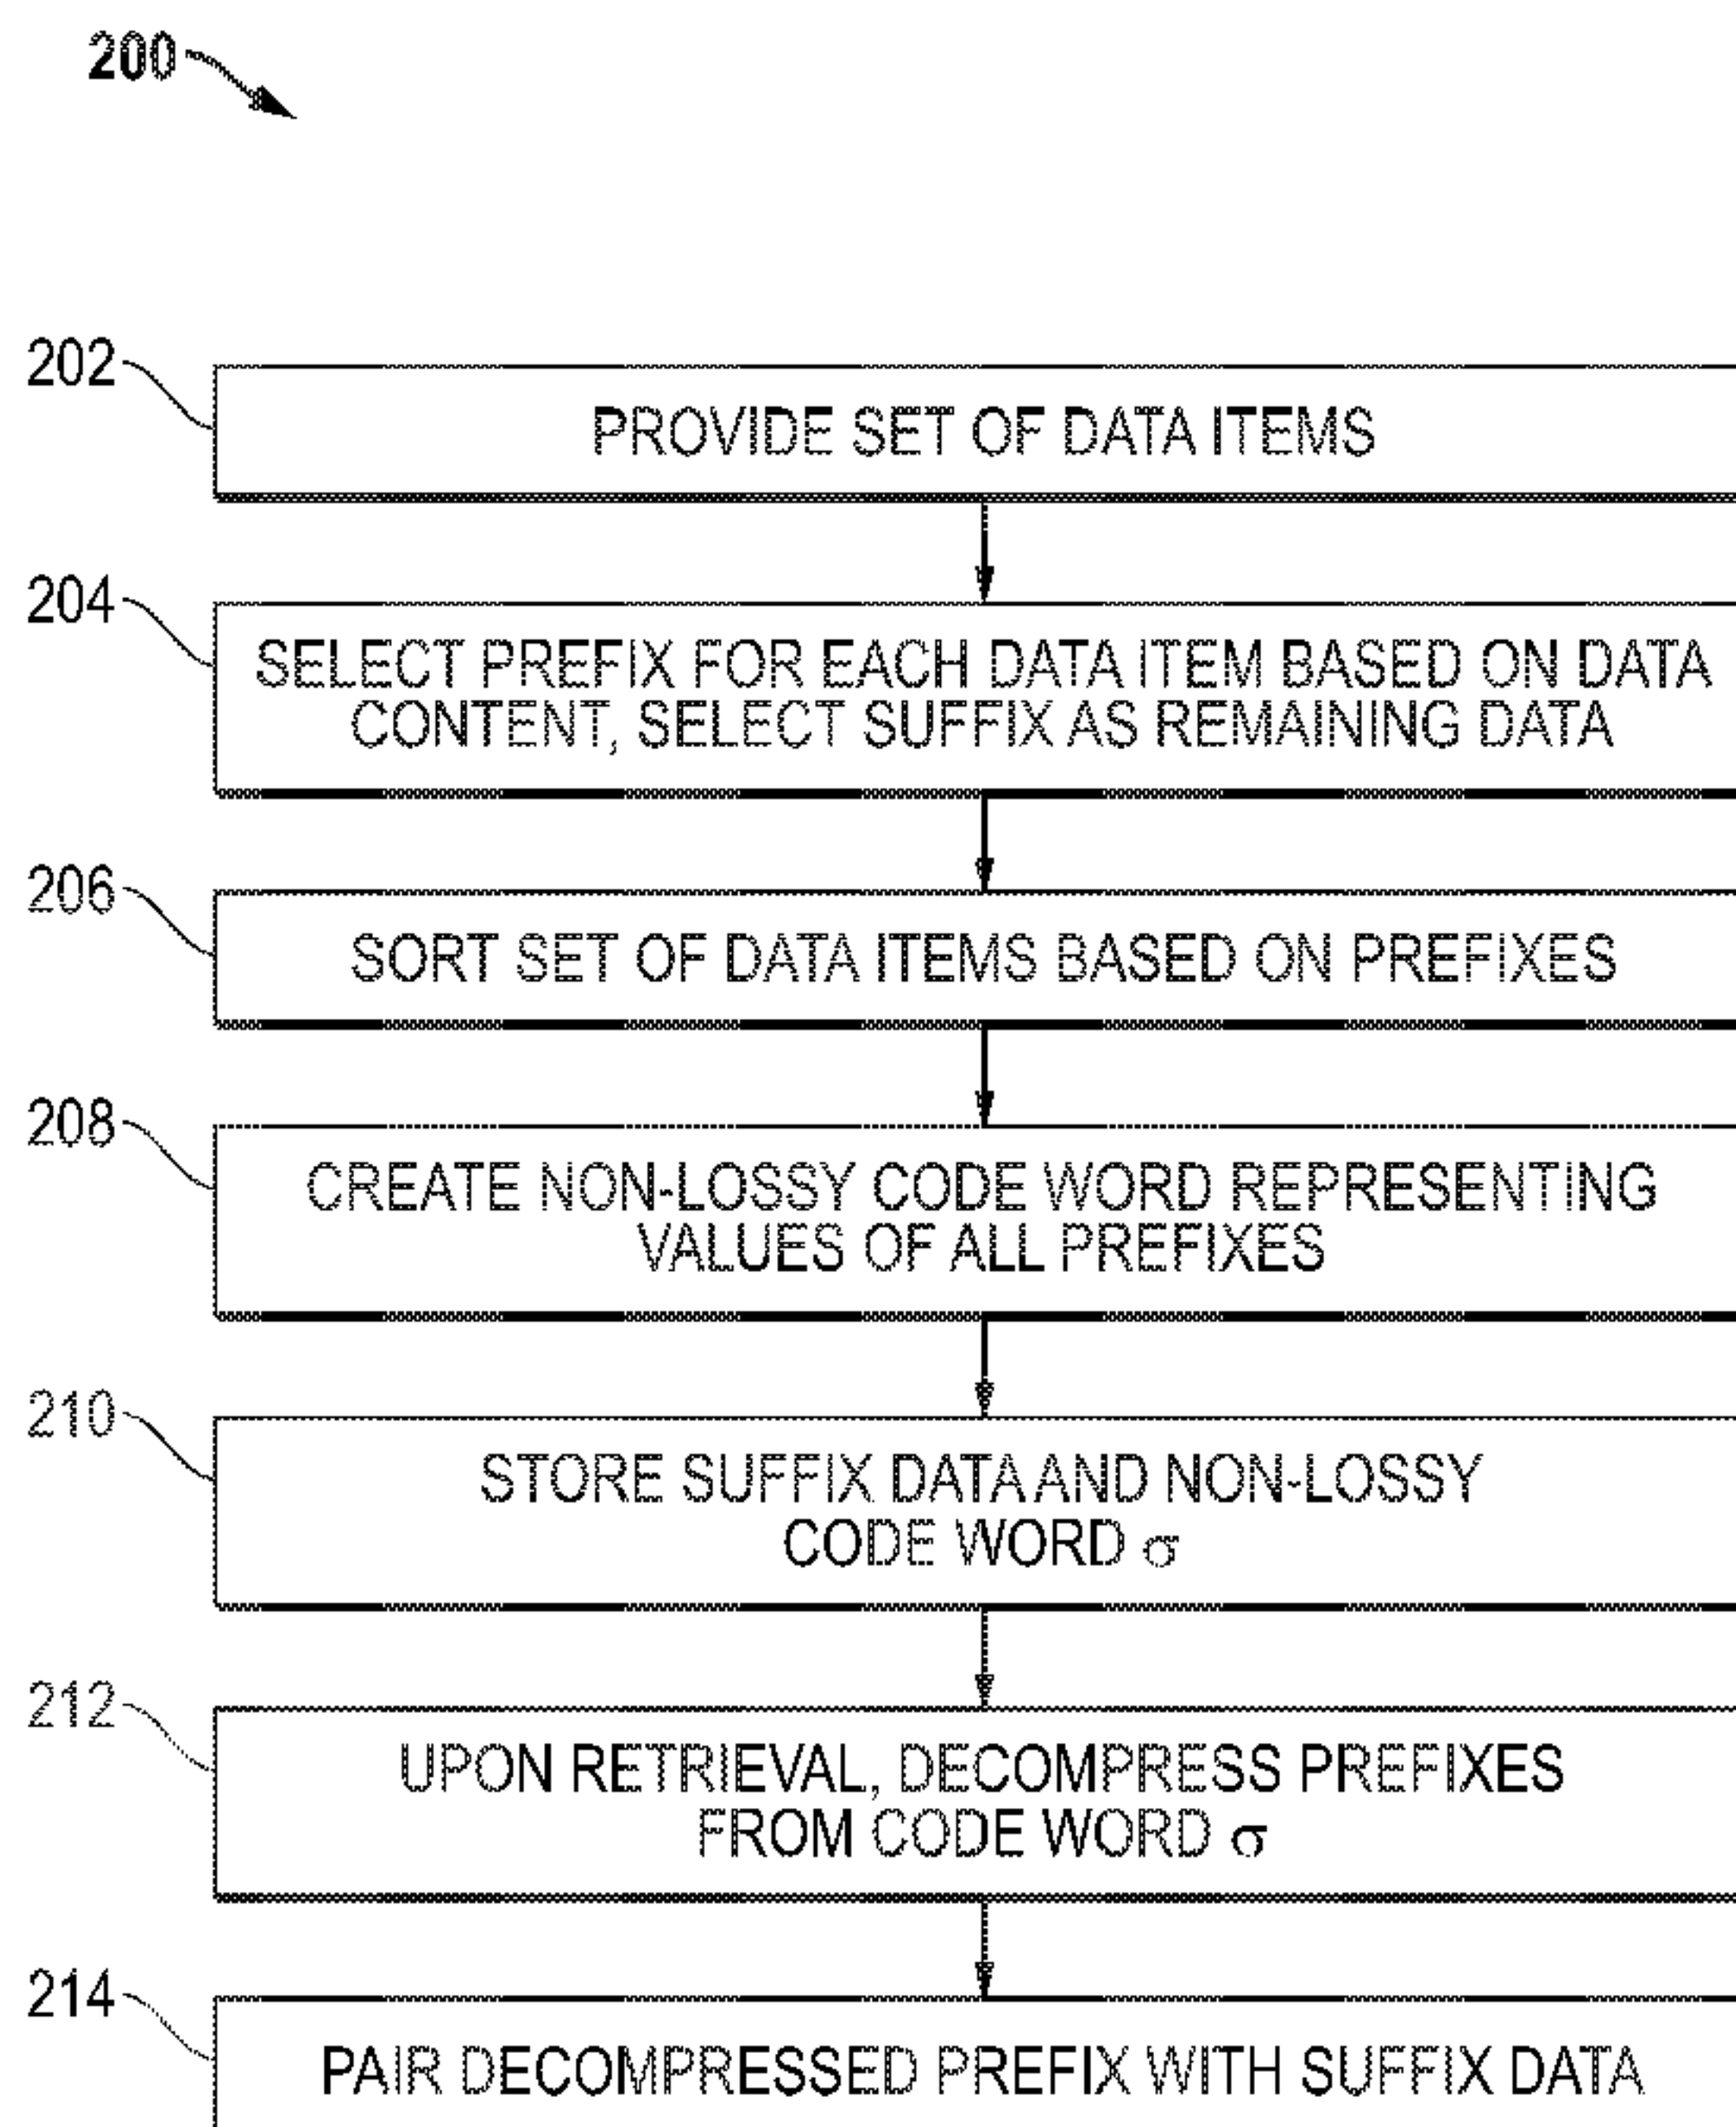 200
202
PROVIDE SET OF DATA ITEMS
204
SELECT PREFIX FOR EACH DATA ITEM BASED ON DATA
CONTENT, SELECT SUFFIX AS REMAINING DATA
206
SORT SET OF DATA ITEMS BASED ON PREFIXES
208
CREATE NON-LOSSY CODE WORD REPRESENTING
VALUES OF ALL PREFIXES
210
STORE SUFFIX DATA AND NON-LOSSY
CODE WORD σ
212
UPON RETRIEVAL, DECOMPRESS PREFIXES
FROM CODE WORD σ
214
PAIR DECOMPRESSED PREFIX WITH SUFFIX DATA